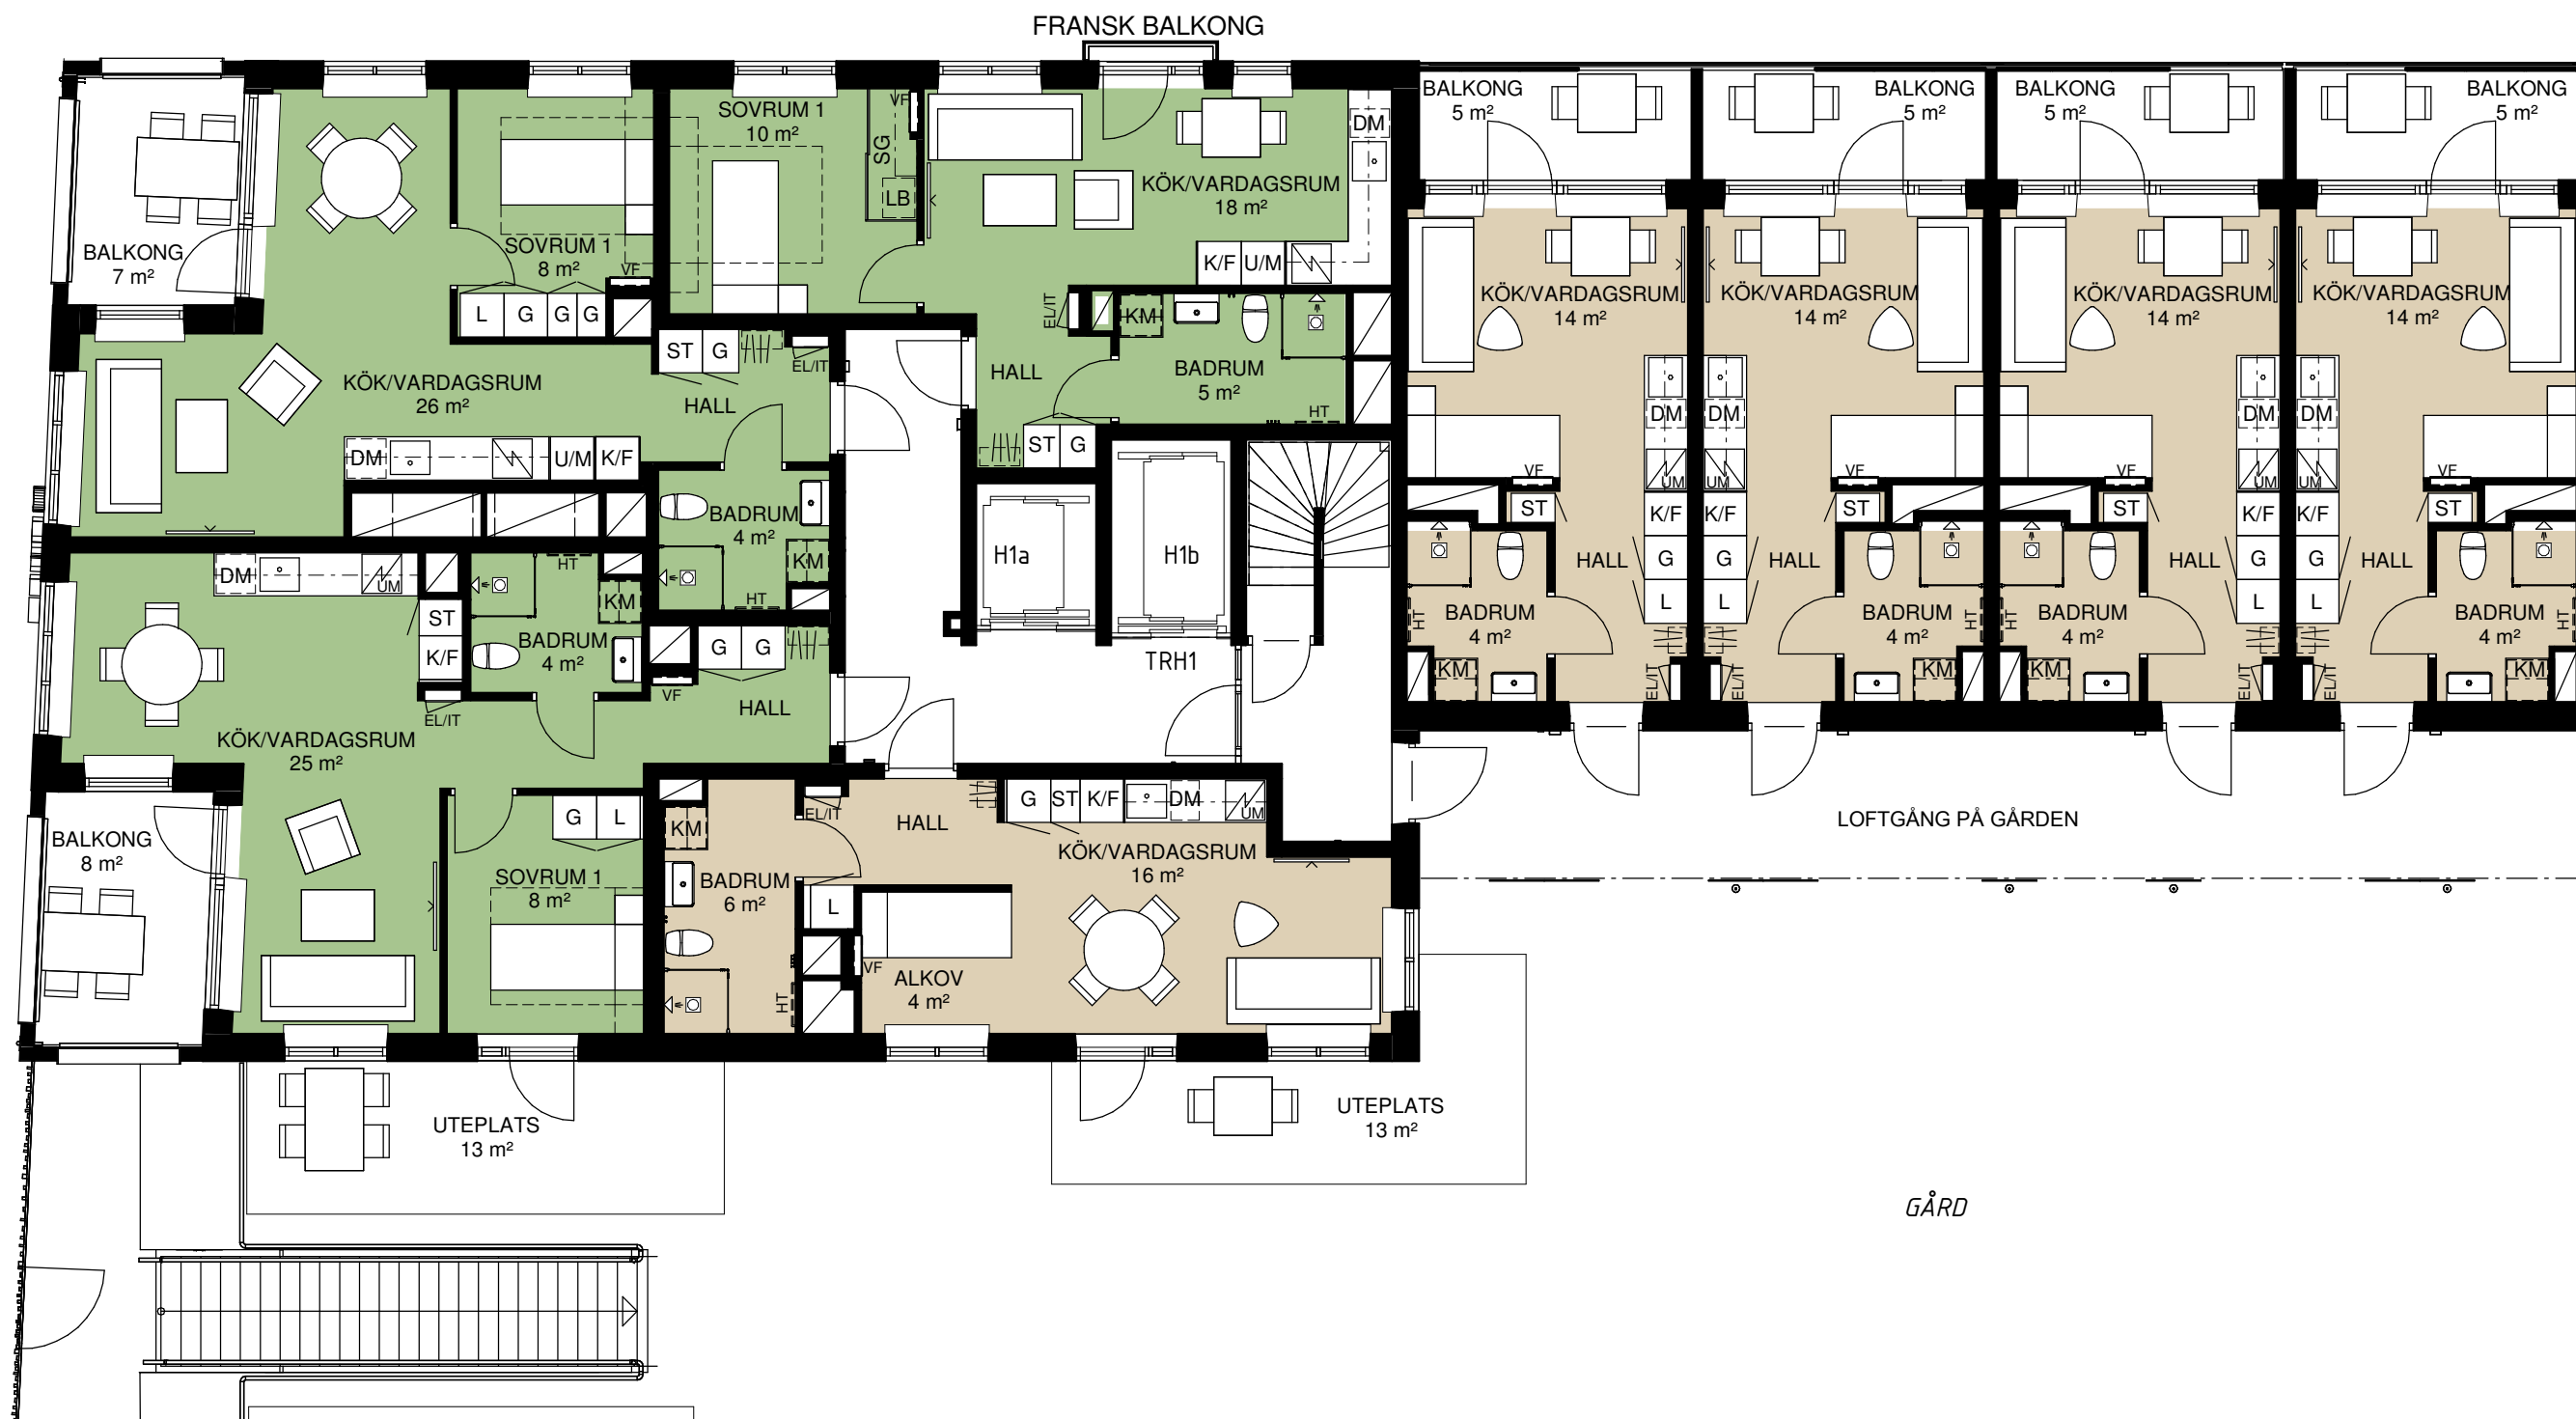 FRANSK BALKONG
BALKONG
7 m²
SOVRUM 1
8 m²
VF
L
G
G
G
KÖK/VARDAGSRUM
26 m²
DM
U/M
K/F
ST
G
EL/IT
HALL
BADRUM
4 m²
KM
HT
SOVRUM 1
10 m²
VF
SG
LB
KÖK/VARDAGSRUM
18 m²
DM
K/F
U/M
EL/IT
KM
HALL
BADRUM
5 m²
HT
ST
G
H1a
H1b
TRH1
DM
UM
ST
K/F
EL/IT
HT
KM
BADRUM
4 m²
G
G
VF
HALL
KÖK/VARDAGSRUM
25 m²
BALKONG
8 m²
G
L
SOVRUM 1
8 m²
UTEPLATS
13 m²
KM
EL/IT
HALL
G
ST
K/F
DM
UM
KÖK/VARDAGSRUM
16 m²
BADRUM
6 m²
L
VF
HT
ALKOV
4 m²
UTEPLATS
13 m²
BALKONG
5 m²
KÖK/VARDAGSRUM
14 m²
DM
VF
UM
ST
K/F
HALL
G
L
BADRUM
4 m²
HT
KM
EL/IT
BALKONG
5 m²
KÖK/VARDAGSRUM
14 m²
DM
VF
UM
ST
K/F
HALL
G
L
BADRUM
4 m²
HT
KM
EL/IT
BALKONG
5 m²
KÖK/VARDAGSRUM
14 m²
DM
VF
UM
ST
K/F
HALL
G
L
BADRUM
4 m²
HT
KM
EL/IT
BALKONG
5 m²
KÖK/VARDAGSRUM
14 m²
DM
VF
UM
ST
K/F
HALL
G
L
BADRUM
4 m²
HT
KM
EL/IT
LOFTGÅNG PÅ GÅRDEN
GÅRD